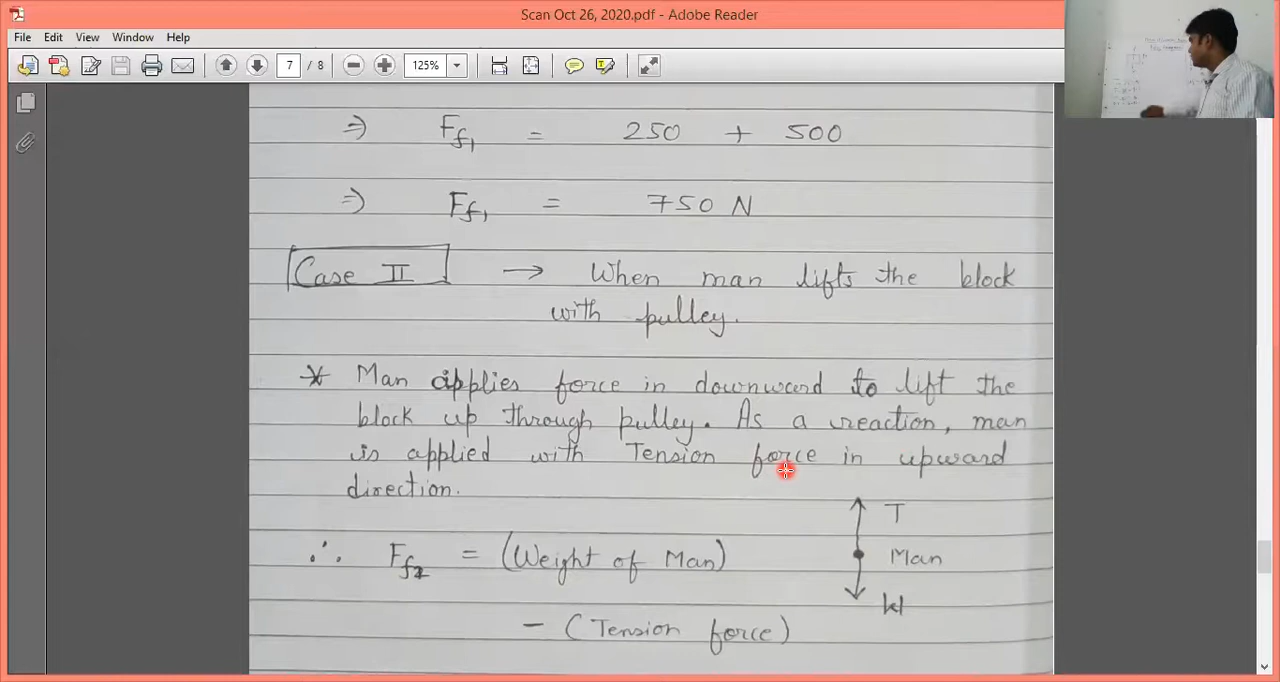 Scan Oct 26, 2020.pdf - Adobe Reader
File Edit View Window Help
7 / 8 125%
⇒ Ff1 = 250 + 500
⇒ Ff1 = 750 N
Case II → When man lifts the block
with pulley.
* Man applies force in downward to lift the
block up through pulley. As a reaction, man
is applied with Tension force in upward
direction.
T
∴ Ff2 = (Weight of Man)
Man
W
- (Tension force)